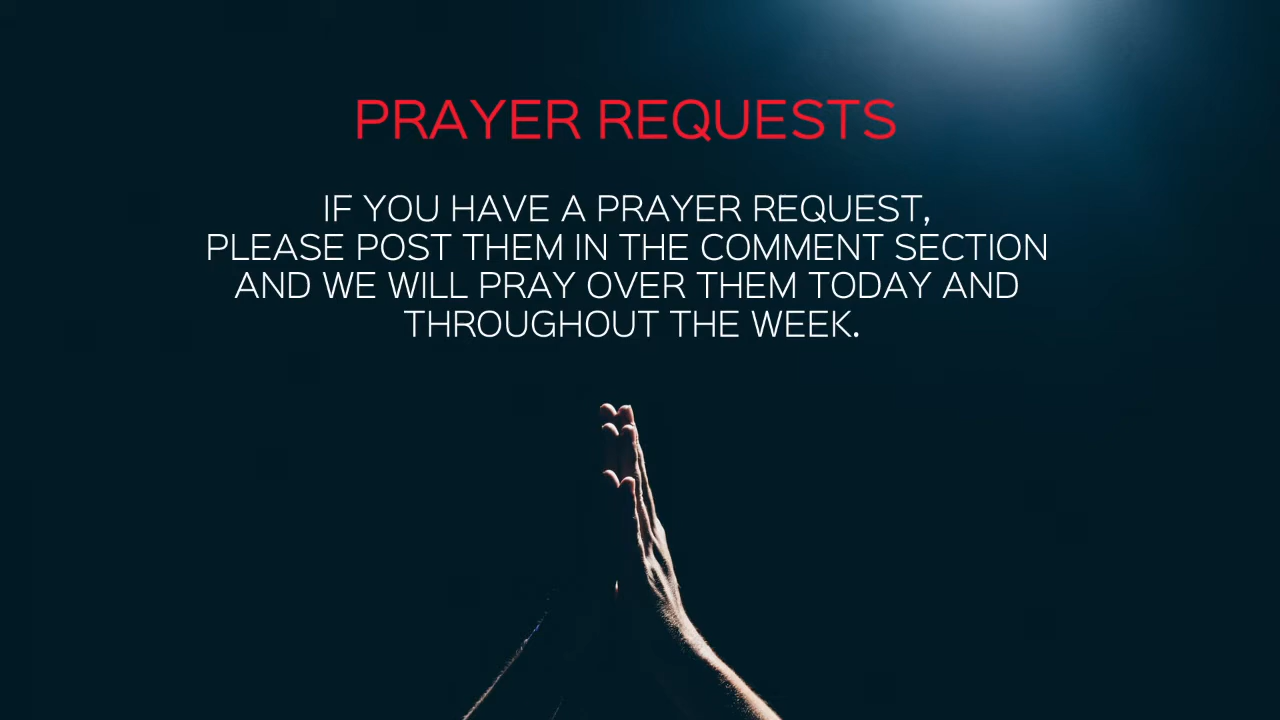 PRAYER REQUESTS
IF YOU HAVE A PRAYER REQUEST,
PLEASE POST THEM IN THE COMMENT SECTION
AND WE WILL PRAY OVER THEM TODAY AND
THROUGHOUT THE WEEK.